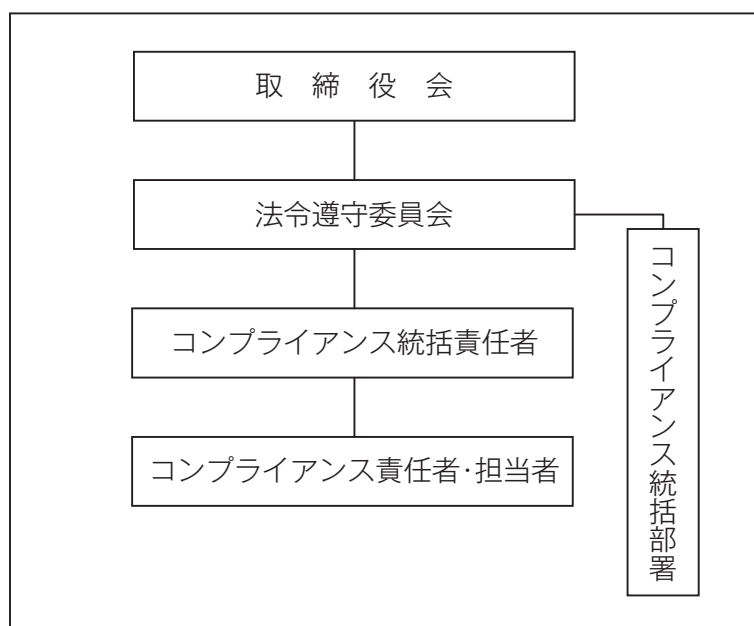 取締役会
法令遵守委員会
コンプライアンス統括責任者
コンプライアンス責任者・担当者
コンプライアンス統括部署